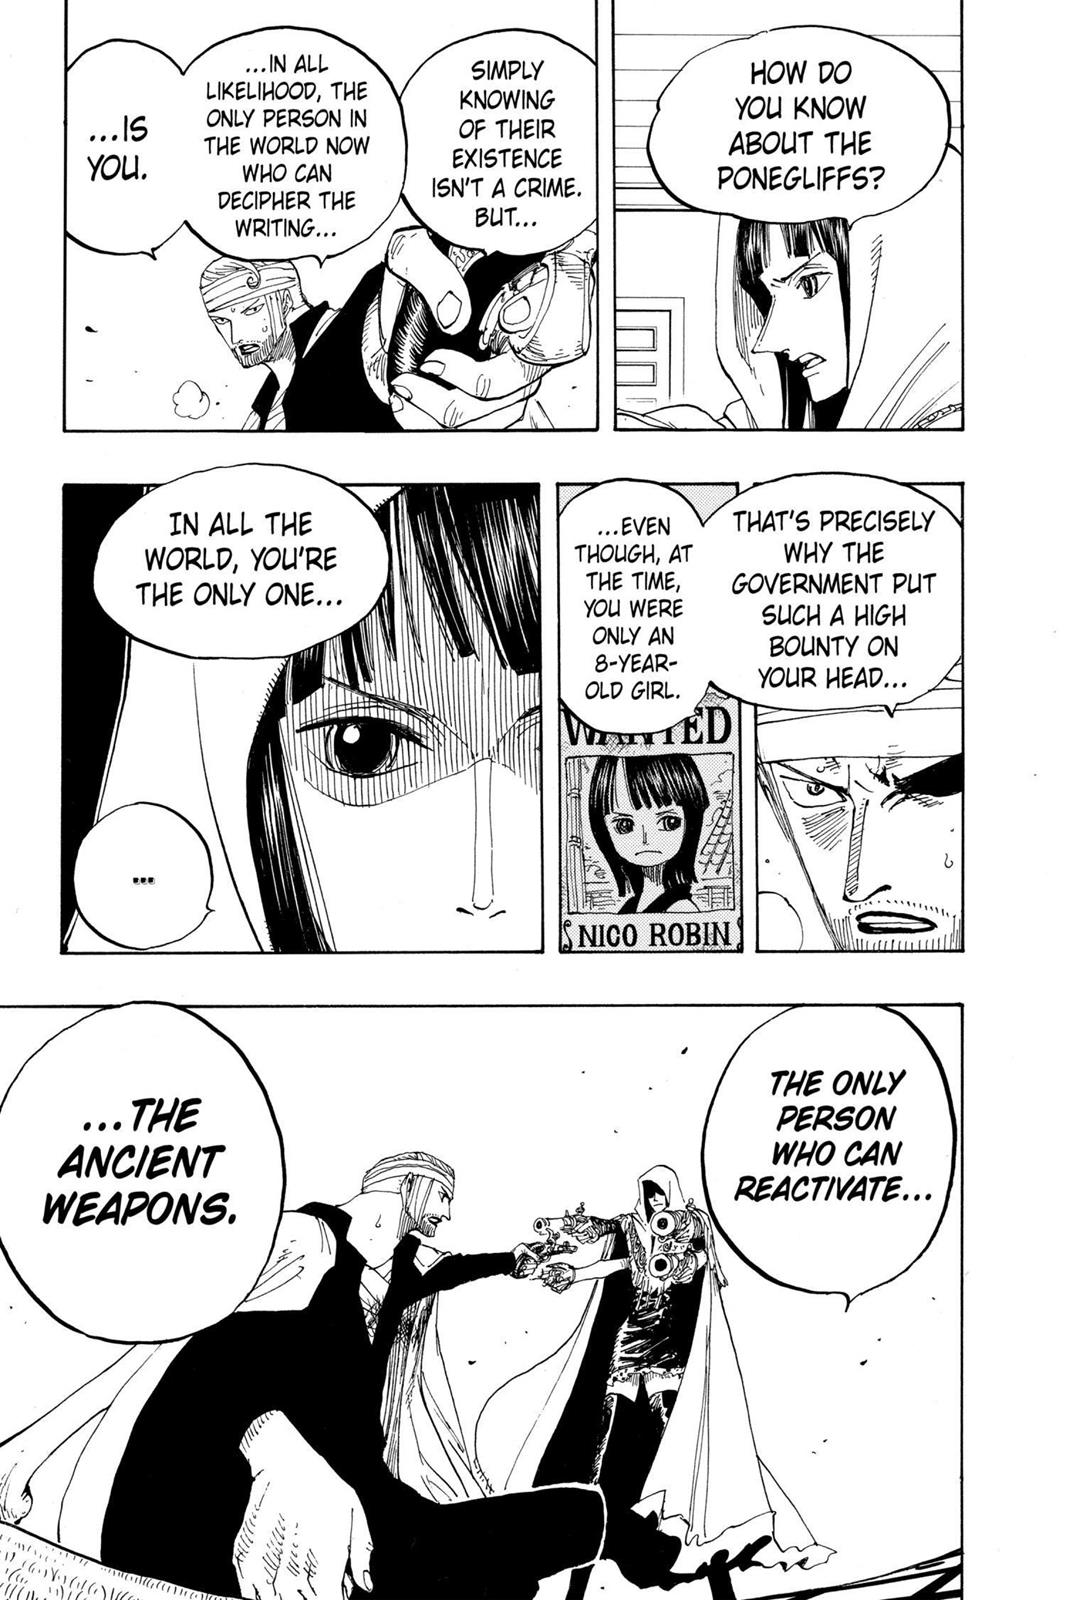 HOW DO
YOU KNOW
ABOUT THE
PONEGLIFFS?
SIMPLY
KNOWING
OF THEIR
EXISTENCE
ISN'T A CRIME.
BUT...
...IN ALL
LIKELIHOOD, THE
ONLY PERSON IN
THE WORLD NOW
WHO CAN
DECIPHER THE
WRITING...
...IS
YOU.
THAT'S PRECISELY
WHY THE
GOVERNMENT PUT
SUCH A HIGH
BOUNTY ON
YOUR HEAD...
...EVEN
THOUGH, AT
THE TIME,
YOU WERE
ONLY AN
8-YEAR-
OLD GIRL.
WANTED
NICO ROBIN
IN ALL THE
WORLD, YOU'RE
THE ONLY ONE...
...
THE ONLY
PERSON
WHO CAN
REACTIVATE...
...THE
ANCIENT
WEAPONS.